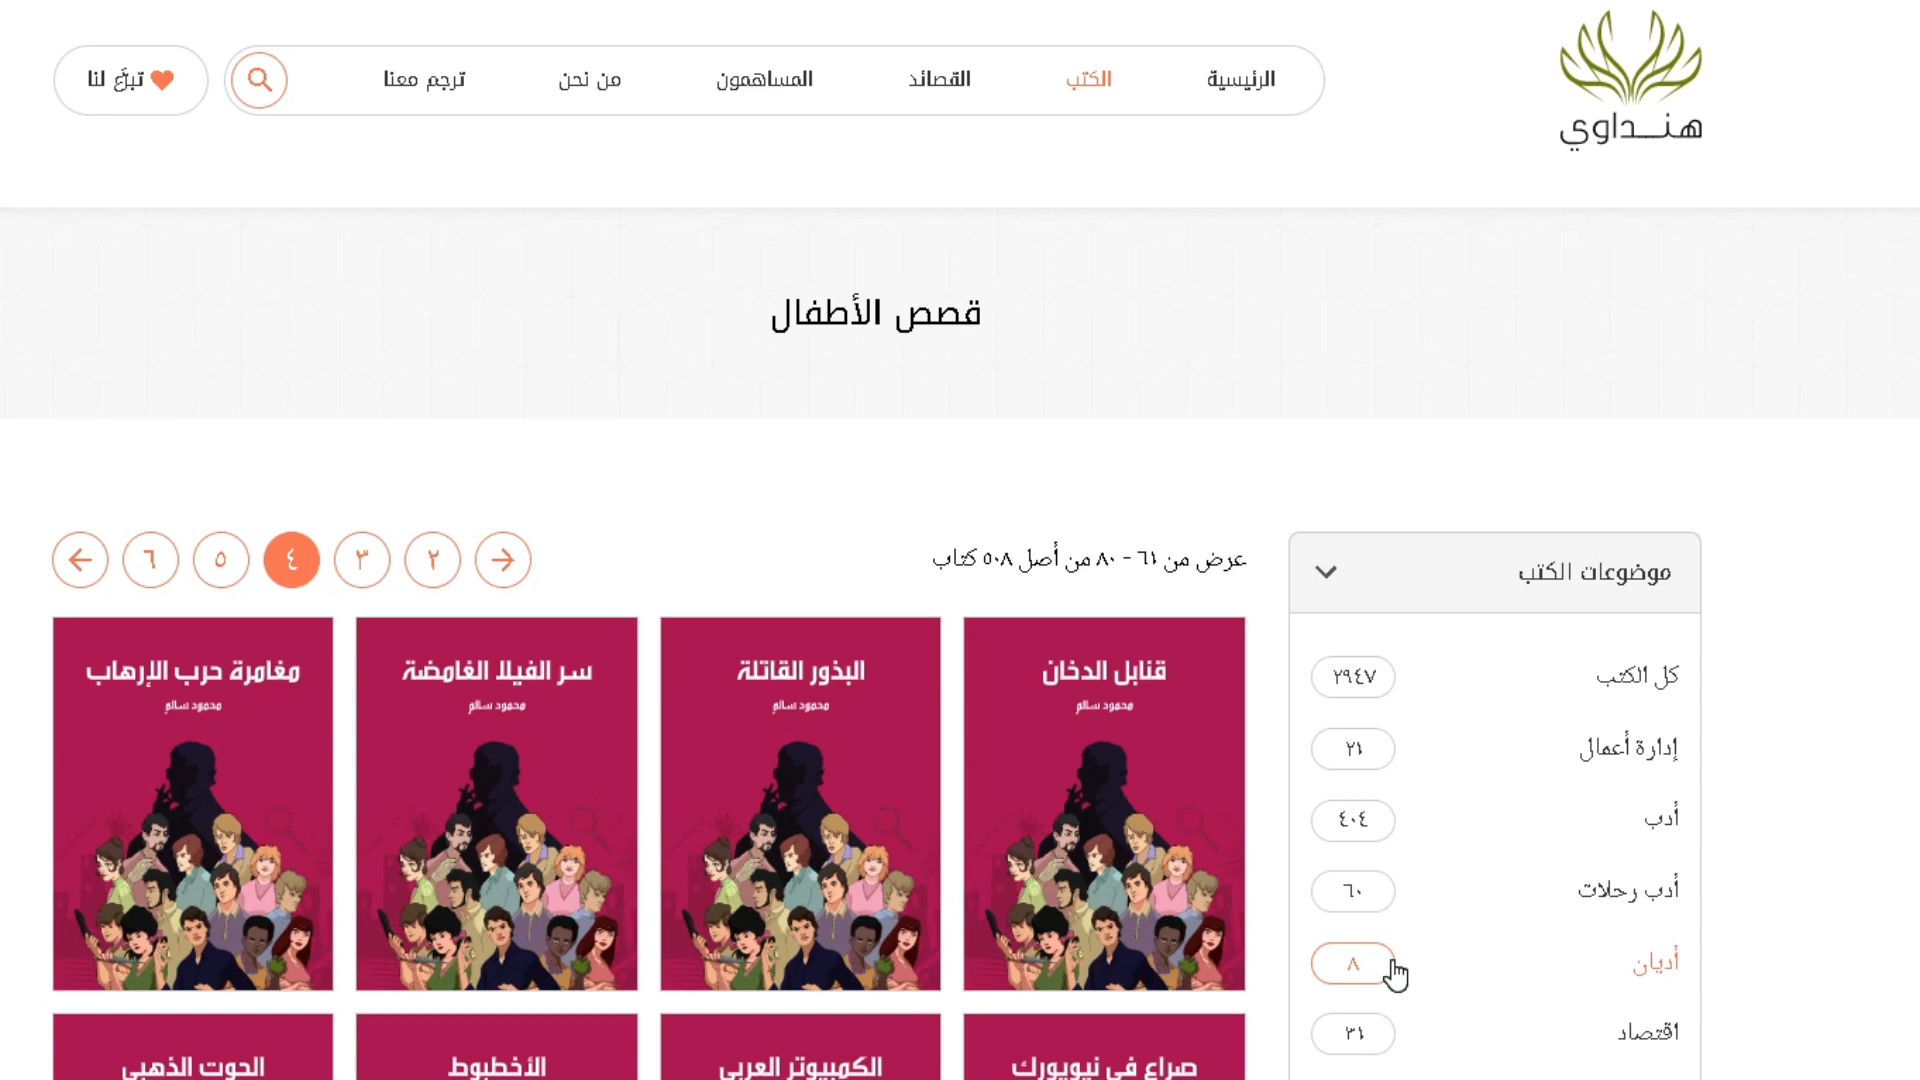 هنداوي
الرئيسية
الكتب
القصائد
المساهمون
من نحن
ترجم معنا
تبرَّع لنا
قصص الأطفال
موضوعات الكتب
كل الكتب ٢٩٤٧
إدارة أعمال ٢١
أدب ٤٠٤
أدب رحلات ٦٠
أديان ٨
اقتصاد ٣١
عرض من ٦١ - ٨٠ من أصل ٥٠٨ كتاب
٢ ٣ ٤ ٥ ٦
قنابل الدخان
محمود سالم
البذور القاتلة
محمود سالم
سر الفيلا الغامضة
محمود سالم
مغامرة حرب الإرهاب
محمود سالم
صراع في نيويورك
الكمبيوتر العربي
الأخطبوط
الحوت الذهبي